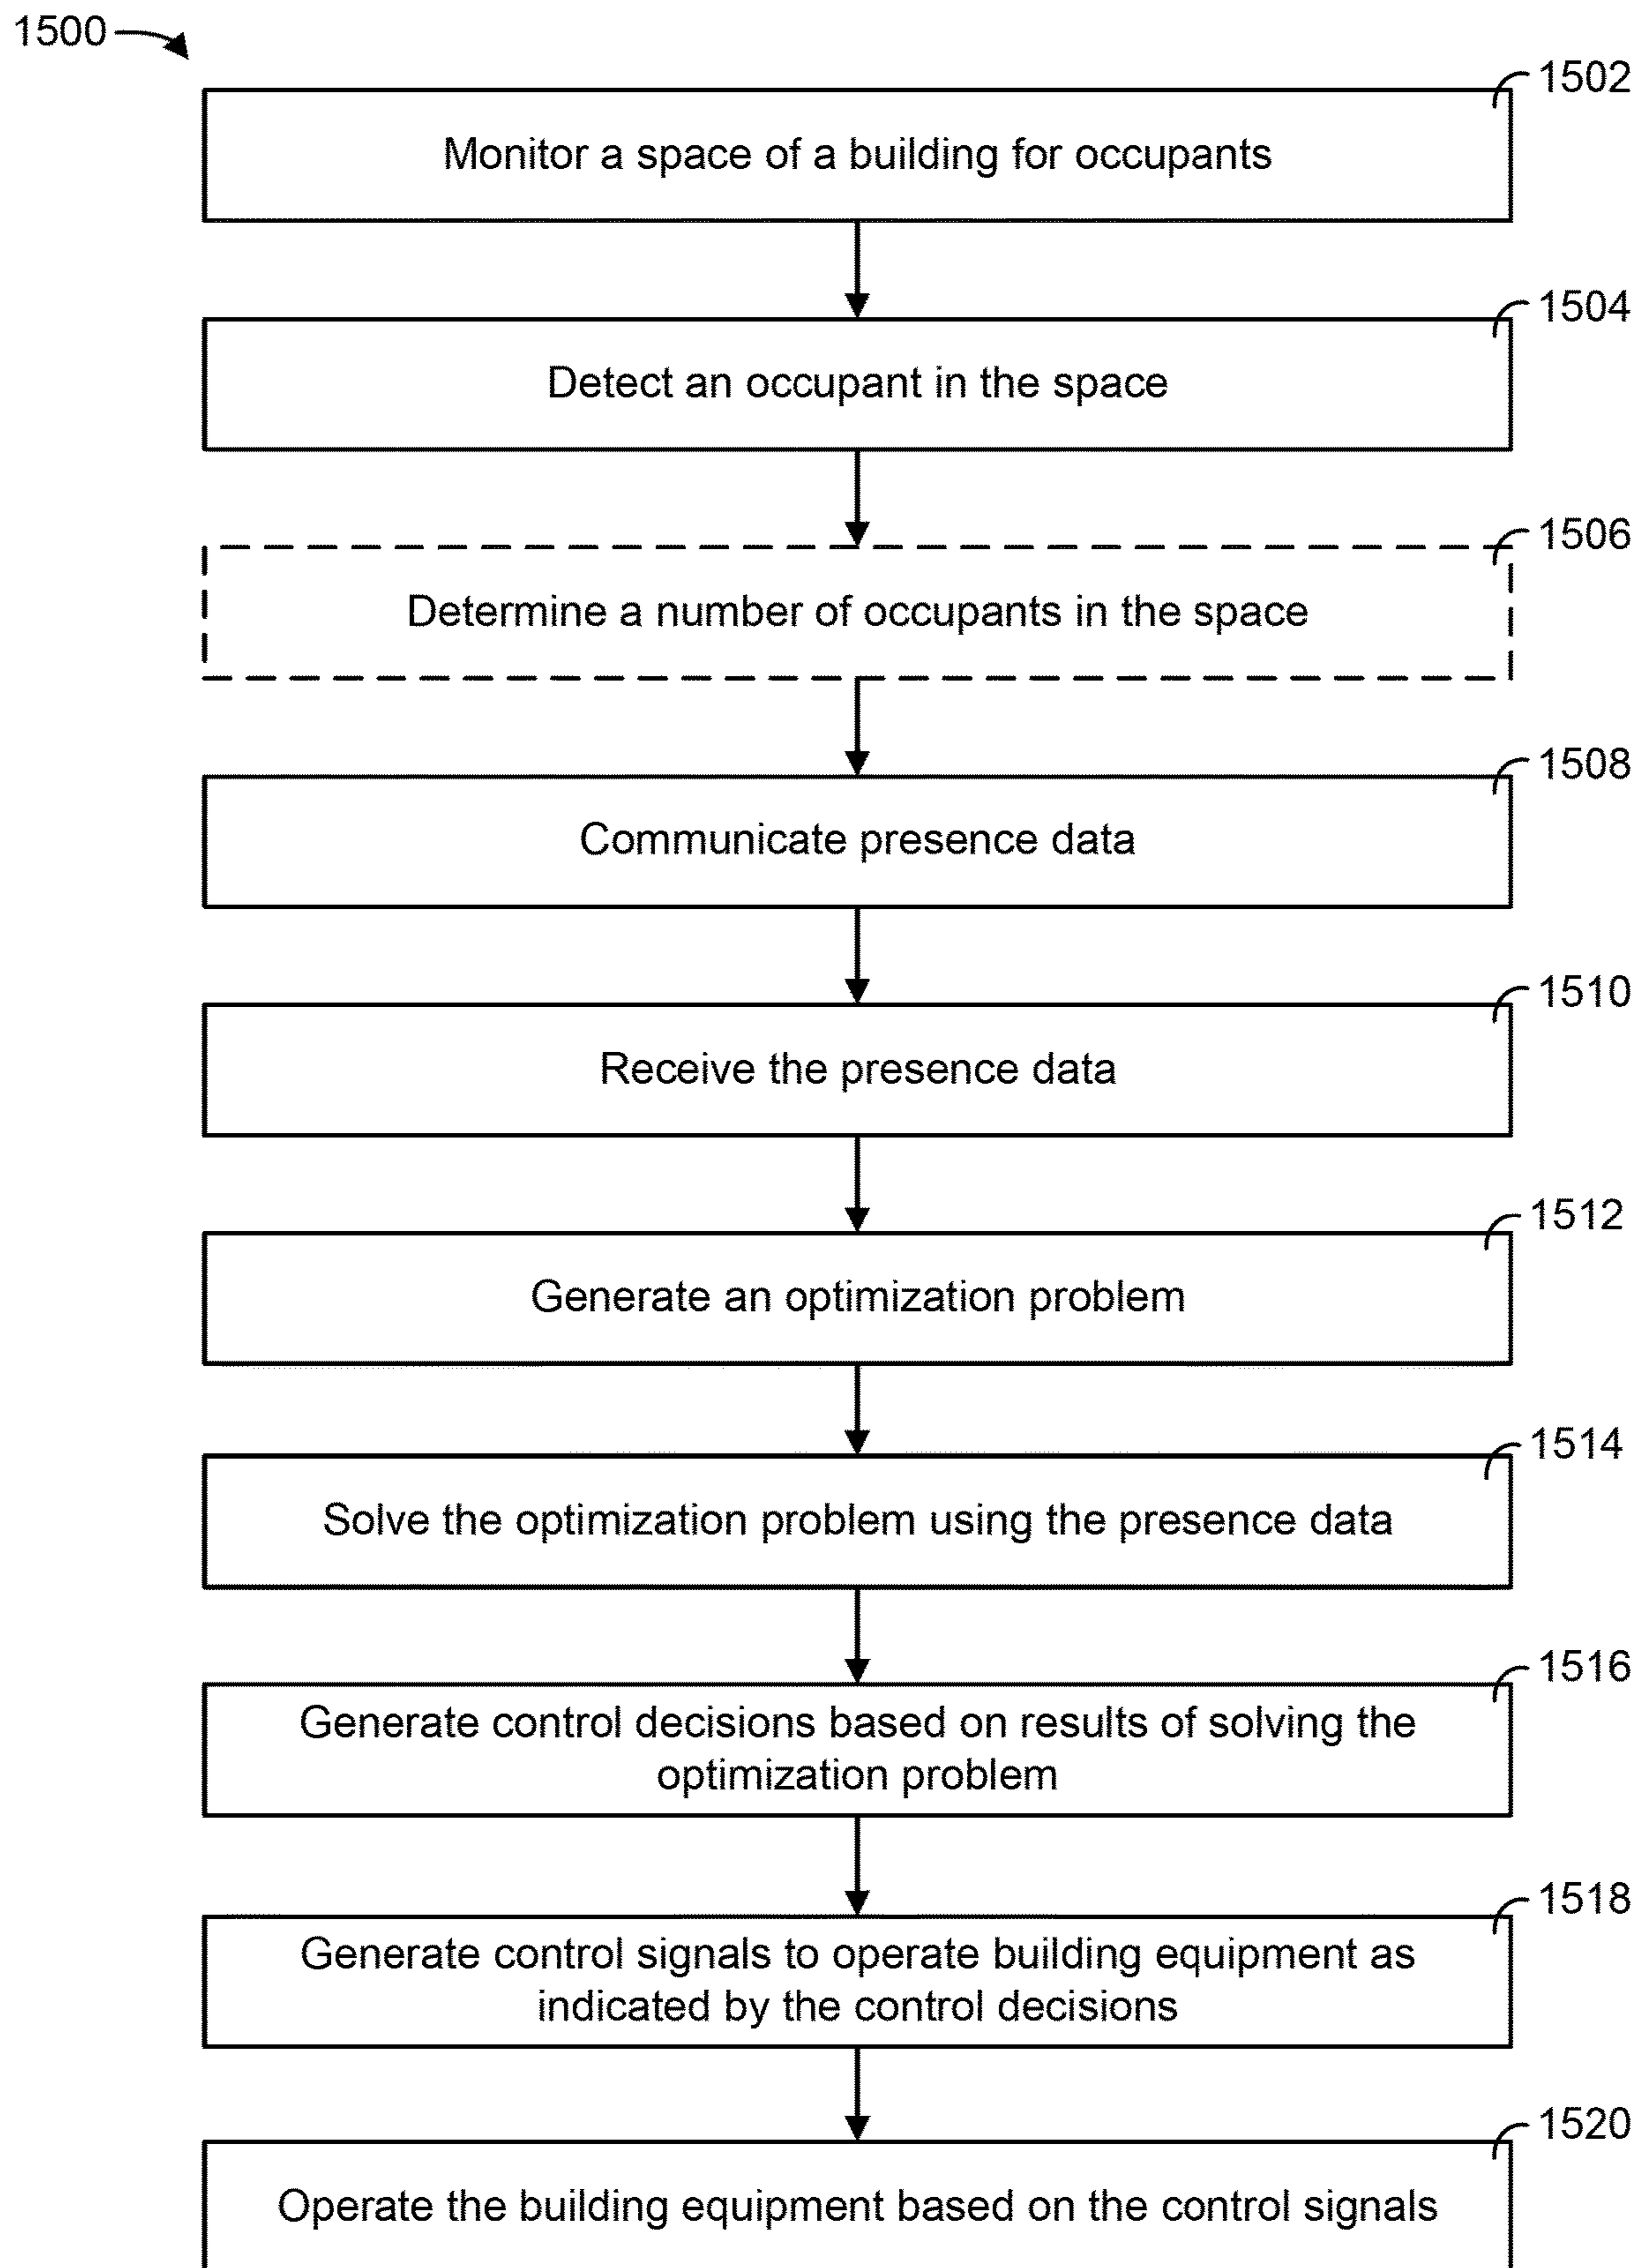 1500
1502
Monitor a space of a building for occupants
1504
Detect an occupant in the space
1506
Determine a number of occupants in the space
1508
Communicate presence data
1510
Receive the presence data
1512
Generate an optimization problem
1514
Solve the optimization problem using the presence data
1516
Generate control decisions based on results of solving the
optimization problem
1518
Generate control signals to operate building equipment as
indicated by the control decisions
1520
Operate the building equipment based on the control signals